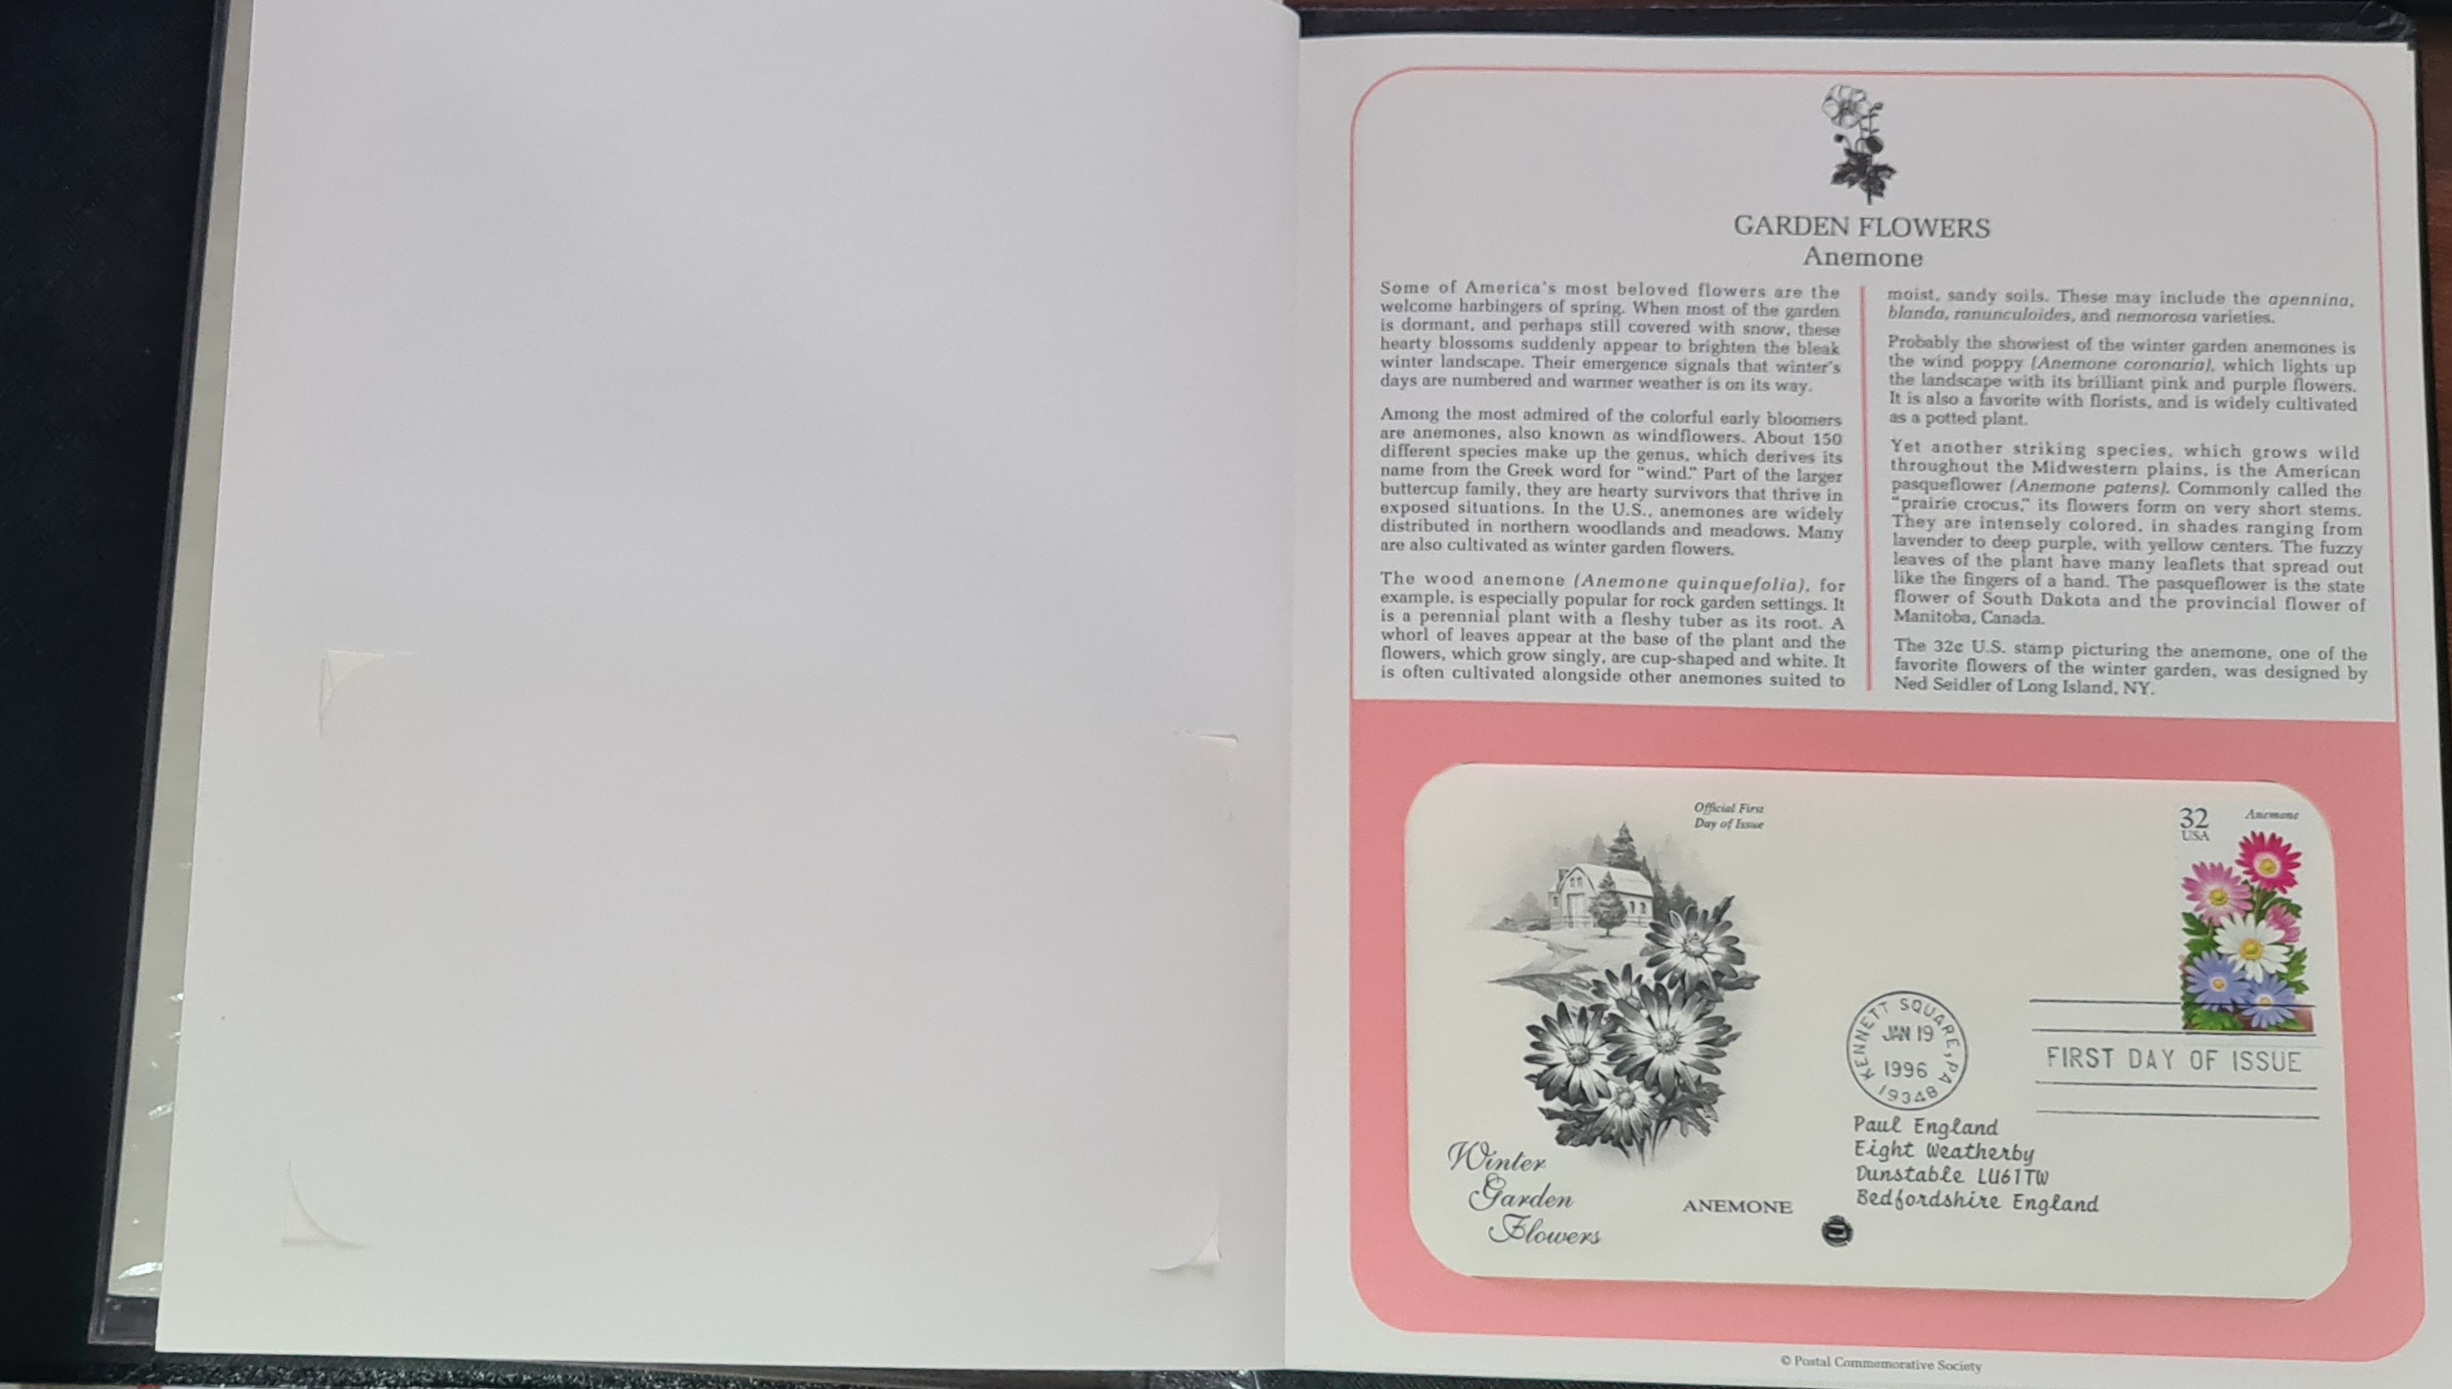 GARDEN FLOWERS
Anemone
Some of America's most beloved flowers are the
welcome harbingers of spring. When most of the garden
is dormant, and perhaps still covered with snow, these
hearty blossoms suddenly appear to brighten the bleak
winter landscape. Their emergence signals that winter's
days are numbered and warmer weather is on its way.
Among the most admired of the colorful early bloomers
are anemones, also known as windflowers. About 150
different species make up the genus, which derives its
name from the Greek word for "wind." Part of the larger
buttercup family, they are hearty survivors that thrive in
exposed situations. In the U.S., anemones are widely
distributed in northern woodlands and meadows. Many
are also cultivated as winter garden flowers.
The wood anemone (Anemone quinquefolia), for
example, is especially popular for rock garden settings. It
is a perennial plant with a fleshy tuber as its root. A
whorl of leaves appear at the base of the plant and the
flowers, which grow singly, are cup-shaped and white. It
is often cultivated alongside other anemones suited to
moist, sandy soils. These may include the apennina,
blanda, ranunculoides, and nemorosa varieties.
Probably the showiest of the winter garden anemones is
the wind poppy (Anemone coronaria), which lights up
the landscape with its brilliant pink and purple flowers.
It is also a favorite with florists, and is widely cultivated
as a potted plant.
Yet another striking species, which grows wild
throughout the Midwestern plains, is the American
pasqueflower (Anemone patens). Commonly called the
"prairie crocus," its flowers form on very short stems.
They are intensely colored, in shades ranging from
lavender to deep purple, with yellow centers. The fuzzy
leaves of the plant have many leaflets that spread out
like the fingers of a hand. The pasqueflower is the state
flower of South Dakota and the provincial flower of
Manitoba, Canada.
The 32¢ U.S. stamp picturing the anemone, one of the
favorite flowers of the winter garden, was designed by
Ned Seidler of Long Island, NY.
Official First
Day of Issue
32
USA
Anemone
KENNETT SQUARE, PA
JAN 19
1996
19348
FIRST DAY OF ISSUE
Paul England
Eight Weatherby
Dunstable LU61TW
Bedfordshire England
Winter
Garden
Flowers
ANEMONE
© Postal Commemorative Society